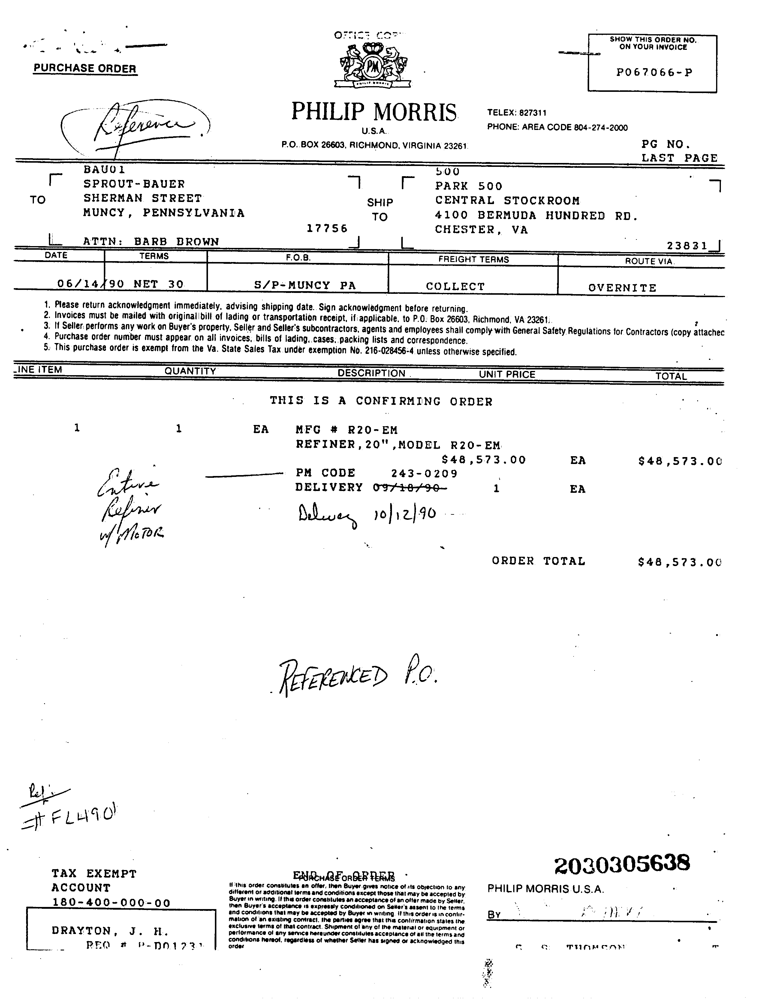 OFFICE COPY
SHOW THIS ORDER NO.
ON YOUR INVOICE
P067066-P
PURCHASE ORDER
PM
Reference
PHILIP MORRIS
U.S.A.
P.O. BOX 26603, RICHMOND, VIRGINIA 23261
TELEX: 827311
PHONE: AREA CODE 804-274-2000
PG NO.
LAST PAGE
TO
BAU01
SPROUT-BAUER
SHERMAN STREET
MUNCY, PENNSYLVANIA
17756
ATTN: BARB BROWN
SHIP
TO
500
PARK 500
CENTRAL STOCKROOM
4100 BERMUDA HUNDRED RD.
CHESTER, VA
23831
DATE TERMS F.O.B. FREIGHT TERMS ROUTE VIA
06/14/90 NET 30 S/P-MUNCY PA COLLECT OVERNITE
1. Please return acknowledgment immediately, advising shipping date. Sign acknowledgment before returning.
2. Invoices must be mailed with original bill of lading or transportation receipt, if applicable, to P.O. Box 26603, Richmond, VA 23261.
3. If Seller performs any work on Buyer's property, Seller and Seller's subcontractors, agents and employees shall comply with General Safety Regulations for Contractors (copy attached
4. Purchase order number must appear on all invoices, bills of lading, cases, packing lists and correspondence.
5. This purchase order is exempt from the Va. State Sales Tax under exemption No. 216-028456-4 unless otherwise specified.
LINE ITEM QUANTITY DESCRIPTION UNIT PRICE TOTAL
THIS IS A CONFIRMING ORDER
1 1 EA MFG # R20-EM
REFINER,20",MODEL R20-EM
$48,573.00 EA $48,573.00
PM CODE 243-0209
DELIVERY 09/18/90 1 EA
Entire
Refiner
w/ MOTOR
Delivery 10/12/90
ORDER TOTAL $48,573.00
REFERENCED P.O.
Ref:
# FL490
2030305638
TAX EXEMPT
ACCOUNT
180-400-000-00
DRAYTON, J. H.
REQ # P-D01231
END OF ORDER
PURCHASE ORDER TERMS
If this order constitutes an offer, then Buyer gives notice of its objection to any
different or additional terms and conditions except those that may be accepted by
Buyer in writing. If this order constitutes an acceptance of an offer made by Seller,
then Buyer's acceptance is expressly conditioned on Seller's assent to the terms
and conditions that may be accepted by Buyer in writing. If this order is in confir-
mation of an existing contract, the parties agree that this confirmation states the
exclusive terms of that contract. Shipment of any of the material or equipment or
performance of any service hereunder constitutes acceptance of all the terms and
conditions hereof, regardless of whether Seller has signed or acknowledged this
order
PHILIP MORRIS U.S.A.
By
THOMSON